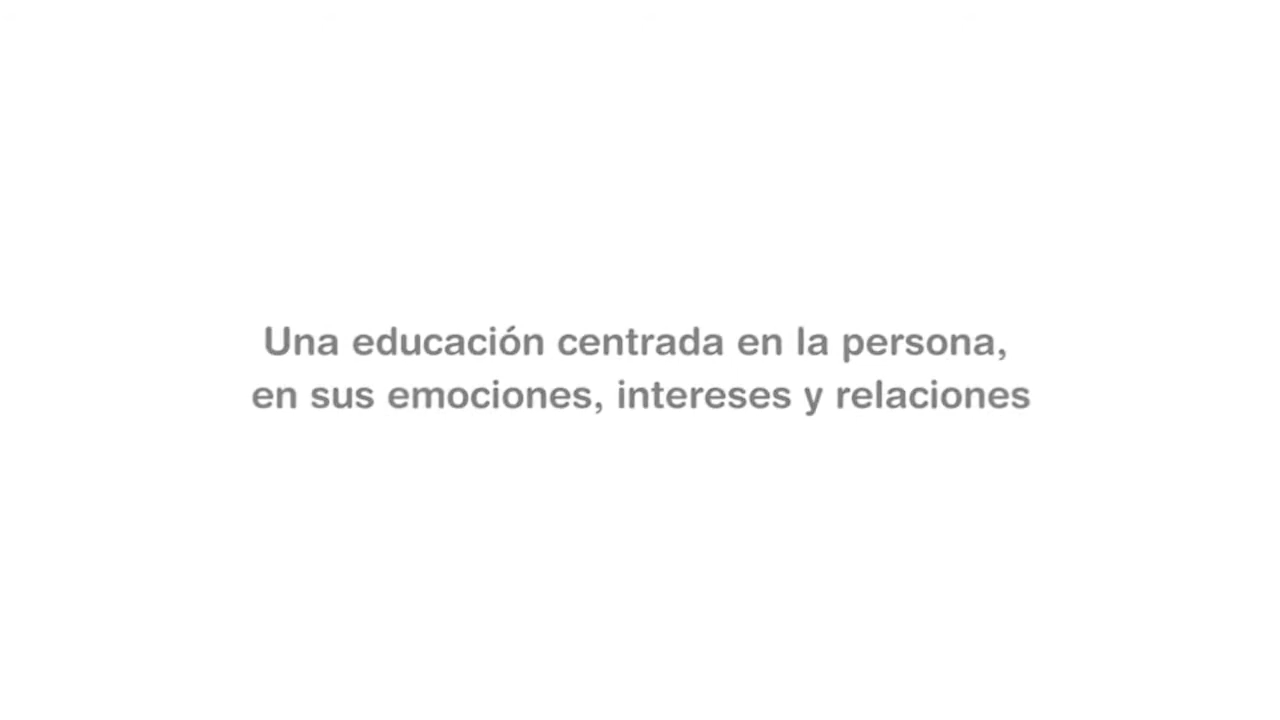 Una educación centrada en la persona,
en sus emociones, intereses y relaciones